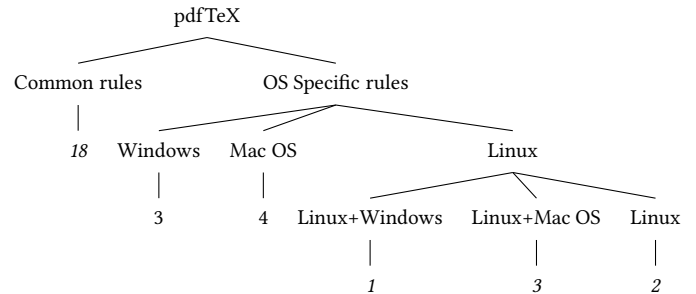 pdfTeX
Common rules OS Specific rules
18 Windows Mac OS Linux
3 4 Linux+Windows Linux+Mac OS Linux
1 3 2